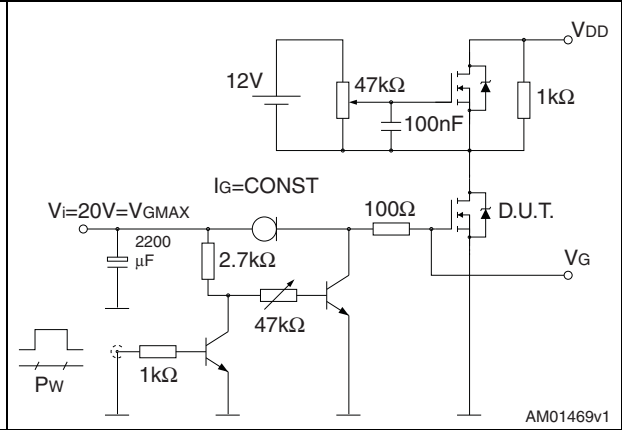 VDD
12V
47kΩ
1kΩ
100nF
IG=CONST
Vi=20V=VGMAX
100Ω
D.U.T.
2200
μF
2.7kΩ
VG
47kΩ
1kΩ
PW
AM01469v1